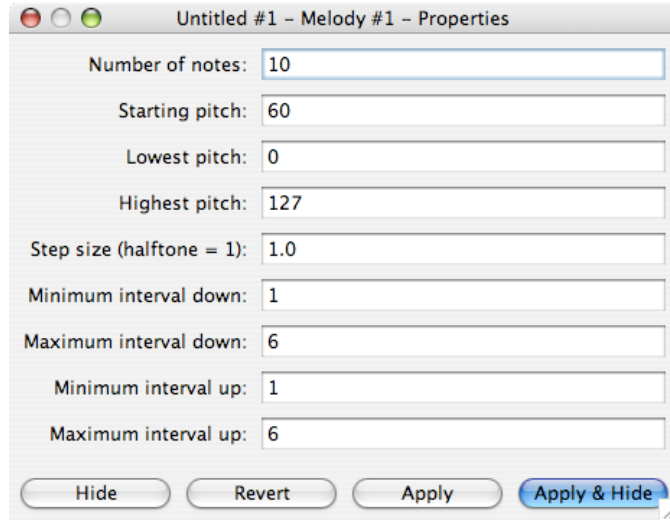 Untitled #1 – Melody #1 – Properties
Number of notes: 10
Starting pitch: 60
Lowest pitch: 0
Highest pitch: 127
Step size (halftone = 1): 1.0
Minimum interval down: 1
Maximum interval down: 6
Minimum interval up: 1
Maximum interval up: 6
Hide Revert Apply Apply & Hide